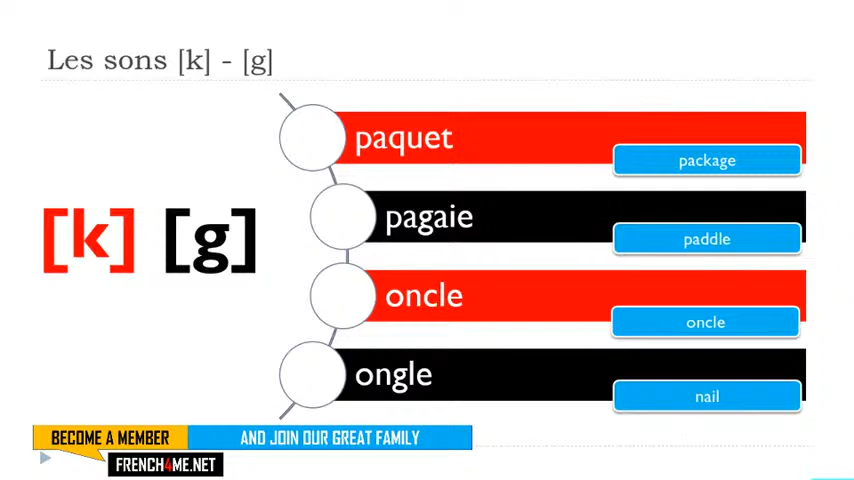 Les sons [k] - [g]
[k] [g]
paquet
package
pagaie
paddle
oncle
oncle
ongle
nail
BECOME A MEMBER
AND JOIN OUR GREAT FAMILY
FRENCH4ME.NET